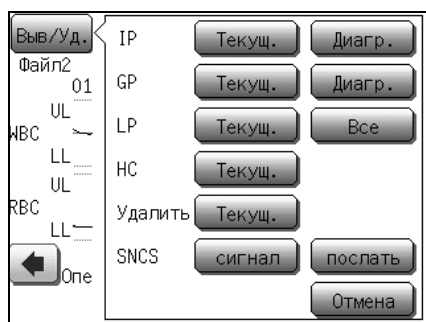 Выв/Уд.
Файл2
01
UL
WBC
LL
UL
RBC
LL
Опе
IP Текущ. Диагр.
GP Текущ. Диагр.
LP Текущ. Все
HC Текущ.
Удалить Текущ.
SNCS сигнал послать
Отмена